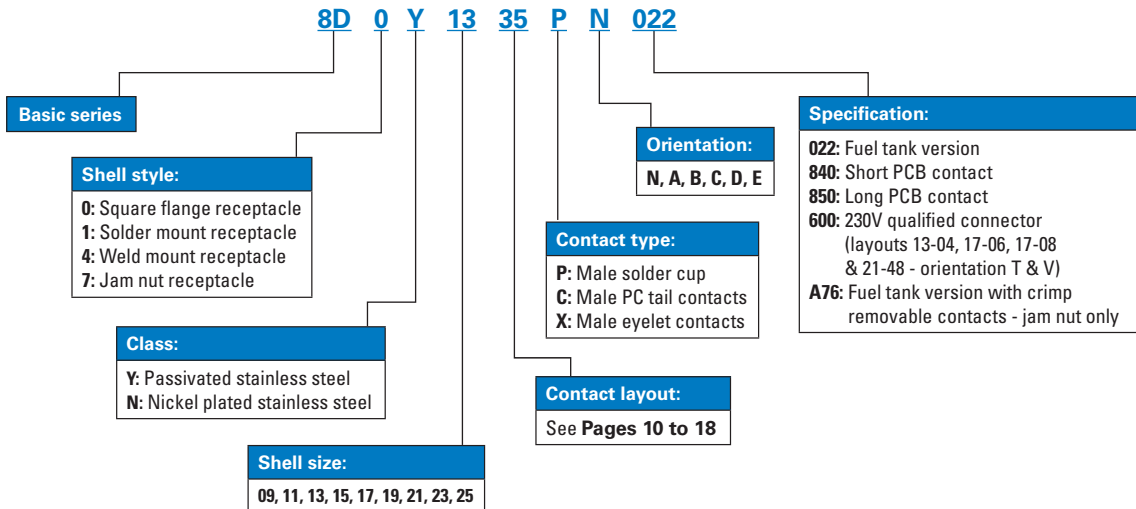 8D 0 Y 13 35 P N 022
Basic series
Shell style:
0: Square flange receptacle
1: Solder mount receptacle
4: Weld mount receptacle
7: Jam nut receptacle
Class:
Y: Passivated stainless steel
N: Nickel plated stainless steel
Shell size:
09, 11, 13, 15, 17, 19, 21, 23, 25
Contact layout:
See Pages 10 to 18
Contact type:
P: Male solder cup
C: Male PC tail contacts
X: Male eyelet contacts
Orientation:
N, A, B, C, D, E
Specification:
022: Fuel tank version
840: Short PCB contact
850: Long PCB contact
600: 230V qualified connector
(layouts 13-04, 17-06, 17-08
& 21-48 - orientation T & V)
A76: Fuel tank version with crimp
removable contacts - jam nut only